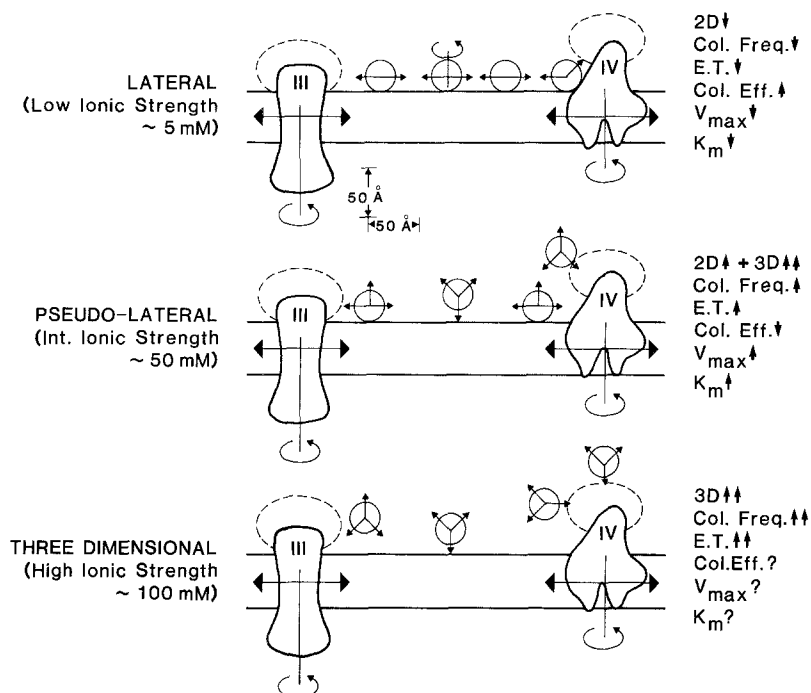 LATERAL
(Low Ionic Strength
~ 5 mM)
III
IV
50 Å
50 Å
2D↓
Col. Freq.↓
E.T.↓
Col. Eff.↑
Vmax↓
Km↓
PSEUDO-LATERAL
(Int. Ionic Strength
~ 50 mM)
III
IV
2D↑ + 3D↑↑
Col. Freq.↑
E.T.↑
Col. Eff.↓
Vmax↑
Km↑
THREE DIMENSIONAL
(High Ionic Strength
~ 100 mM)
III
IV
3D↑↑
Col. Freq.↑↑
E.T.↑↑
Col.Eff.?
Vmax?
Km?